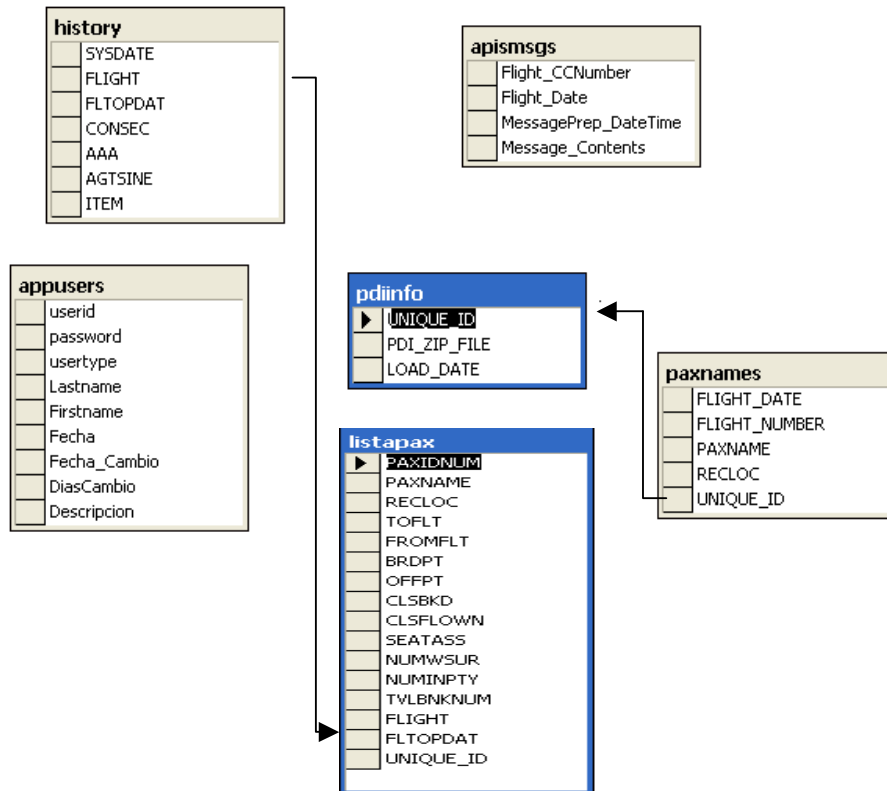 history
SYSDATE
FLIGHT
FLTOPDAT
CONSEC
AAA
AGTSINE
ITEM
apismsgs
Flight_CCNumber
Flight_Date
MessagePrep_DateTime
Message_Contents
appusers
userid
password
usertype
Lastname
Firstname
Fecha
Fecha_Cambio
DiasCambio
Descripcion
pdiinfo
UNIQUE_ID
PDI_ZIP_FILE
LOAD_DATE
paxnames
FLIGHT_DATE
FLIGHT_NUMBER
PAXNAME
RECLOC
UNIQUE_ID
listapax
PAXIDNUM
PAXNAME
RECLOC
TOFLT
FROMFLT
BRDPT
OFFPT
CLSBKD
CLSFLOWN
SEATASS
NUMWSUR
NUMINPTY
TVLBNKNUM
FLIGHT
FLTOPDAT
UNIQUE_ID